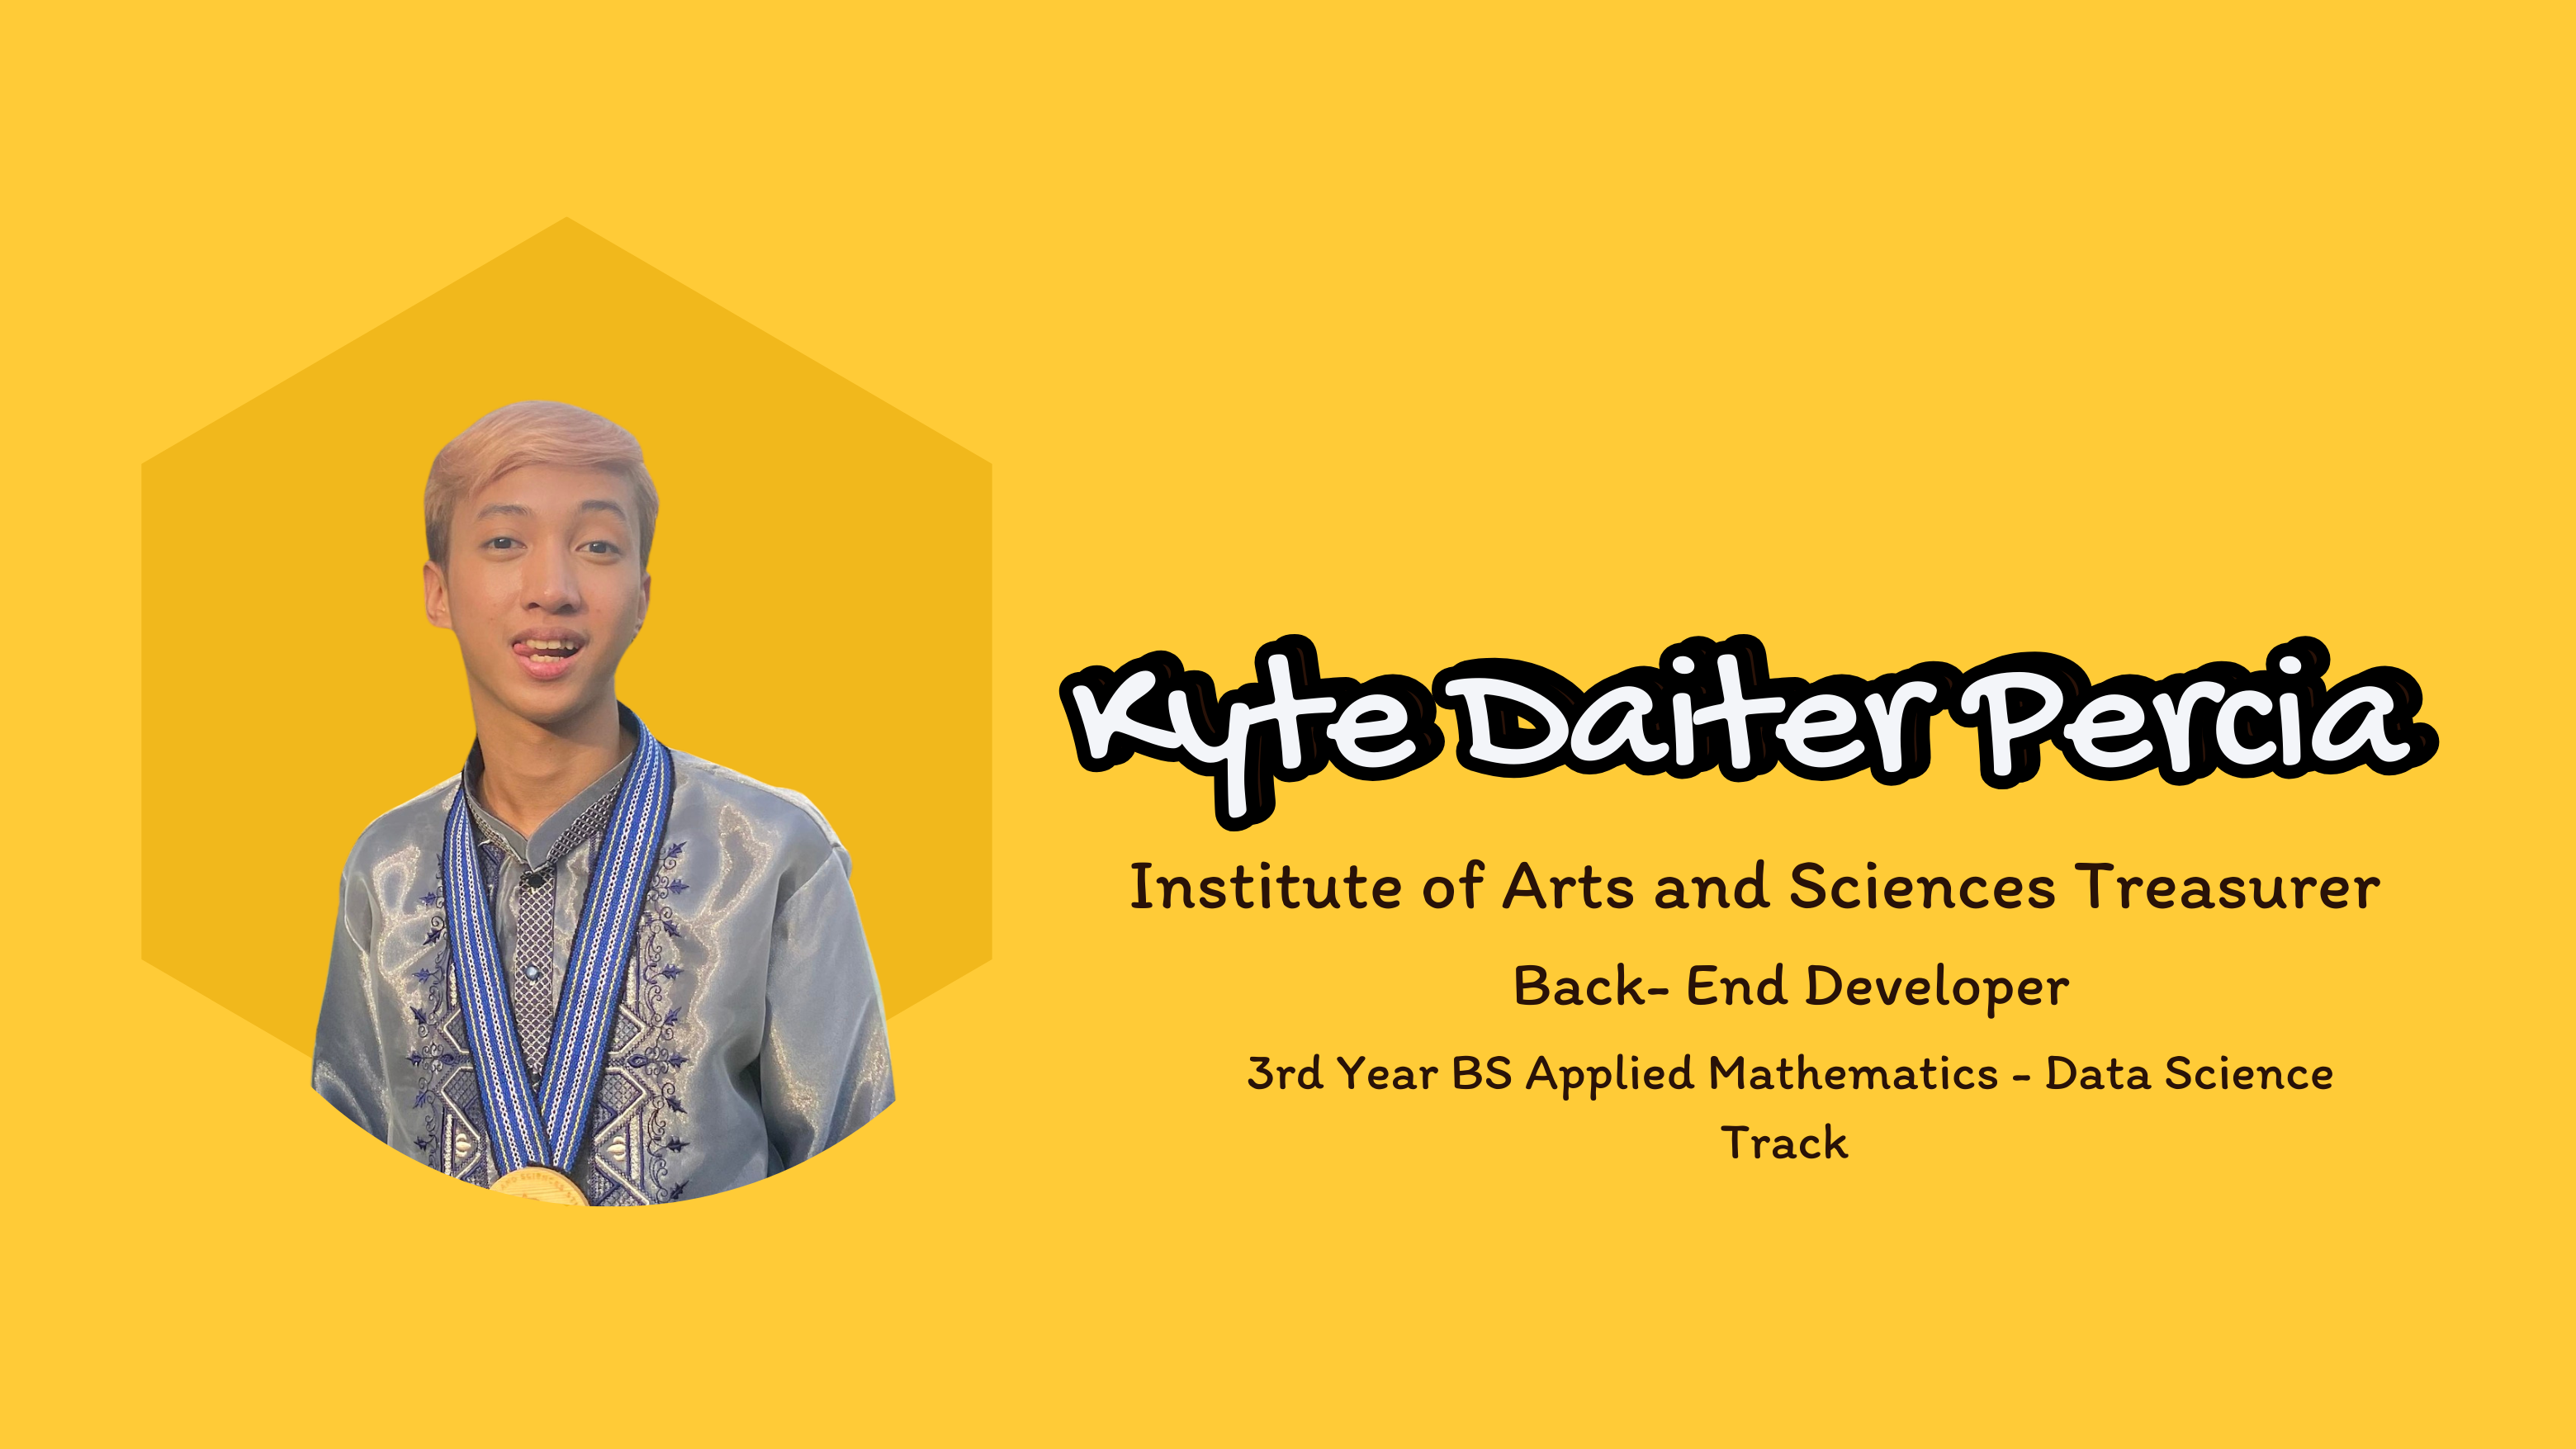 Kyte Daiter Percia
Institute of Arts and Sciences Treasurer
Back- End Developer
3rd Year BS Applied Mathematics - Data Science
Track